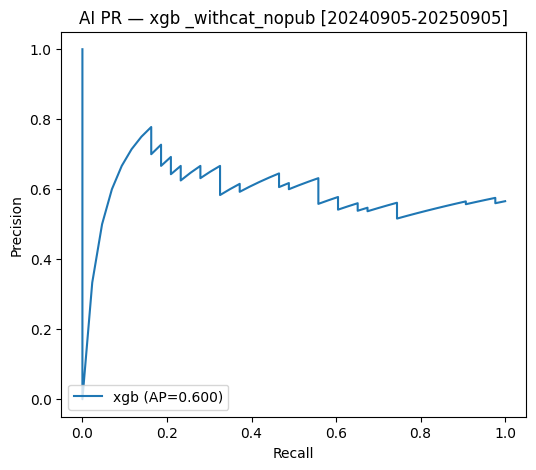 AI PR — xgb _withcat_nopub [20240905-20250905]
1.0
0.8
0.6
0.4
0.2
0.0
Precision
xgb (AP=0.600)
0.0 0.2 0.4 0.6 0.8 1.0
Recall